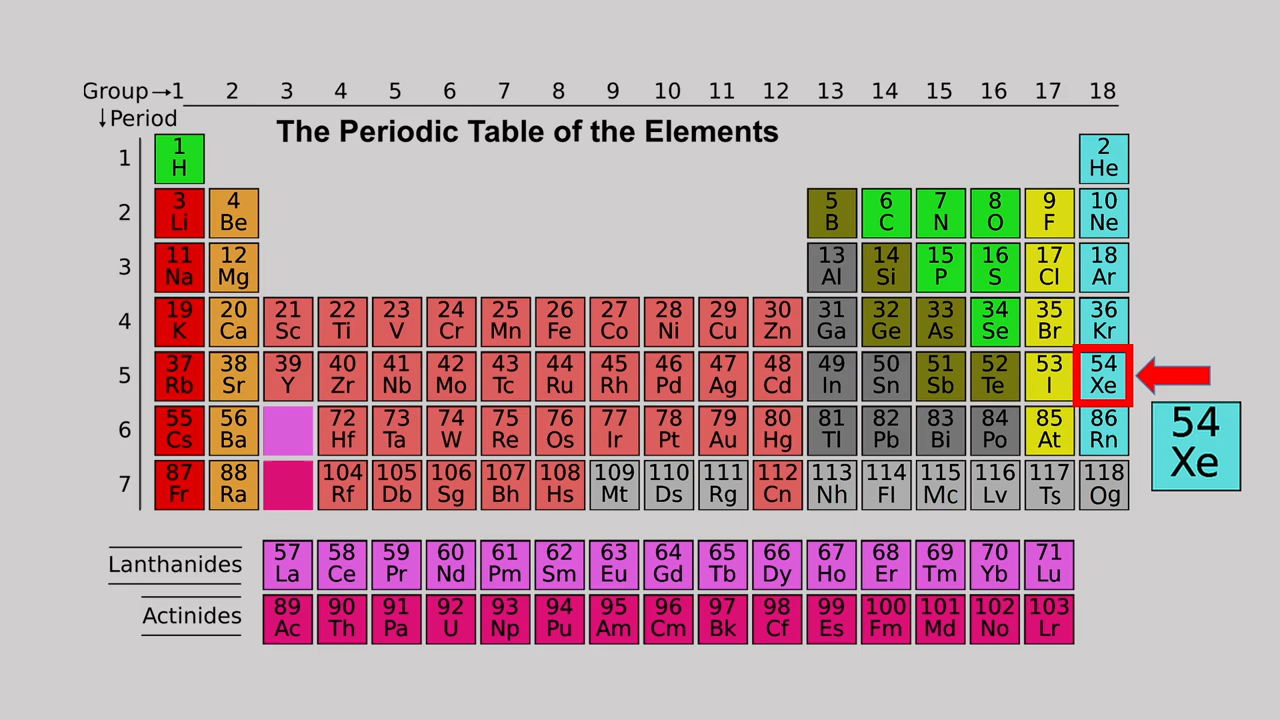 Group→1 2 3 4 5 6 7 8 9 10 11 12 13 14 15 16 17 18
↓Period
The Periodic Table of the Elements
1 1 2
H He
2 3 4 5 6 7 8 9 10
Li Be B C N O F Ne
3 11 12 13 14 15 16 17 18
Na Mg Al Si P S Cl Ar
4 19 20 21 22 23 24 25 26 27 28 29 30 31 32 33 34 35 36
K Ca Sc Ti V Cr Mn Fe Co Ni Cu Zn Ga Ge As Se Br Kr
5 37 38 39 40 41 42 43 44 45 46 47 48 49 50 51 52 53 54
Rb Sr Y Zr Nb Mo Tc Ru Rh Pd Ag Cd In Sn Sb Te I Xe
6 55 56 72 73 74 75 76 77 78 79 80 81 82 83 84 85 86
Cs Ba Hf Ta W Re Os Ir Pt Au Hg Tl Pb Bi Po At Rn
54
Xe
7 87 88 104 105 106 107 108 109 110 111 112 113 114 115 116 117 118
Fr Ra Rf Db Sg Bh Hs Mt Ds Rg Cn Nh Fl Mc Lv Ts Og
Lanthanides 57 58 59 60 61 62 63 64 65 66 67 68 69 70 71
La Ce Pr Nd Pm Sm Eu Gd Tb Dy Ho Er Tm Yb Lu
Actinides 89 90 91 92 93 94 95 96 97 98 99 100 101 102 103
Ac Th Pa U Np Pu Am Cm Bk Cf Es Fm Md No Lr